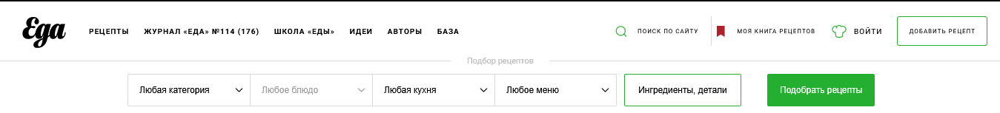 Еда РЕЦЕПТЫ ЖУРНАЛ «ЕДА» №114 (176) ШКОЛА «ЕДЫ» ИДЕИ АВТОРЫ БАЗА ПОИСК ПО САЙТУ МОЯ КНИГА РЕЦЕПТОВ ВОЙТИ ДОБАВИТЬ РЕЦЕПТ
Подбор рецептов
Любая категория Любое блюдо Любая кухня Любое меню Ингредиенты, детали Подобрать рецепты